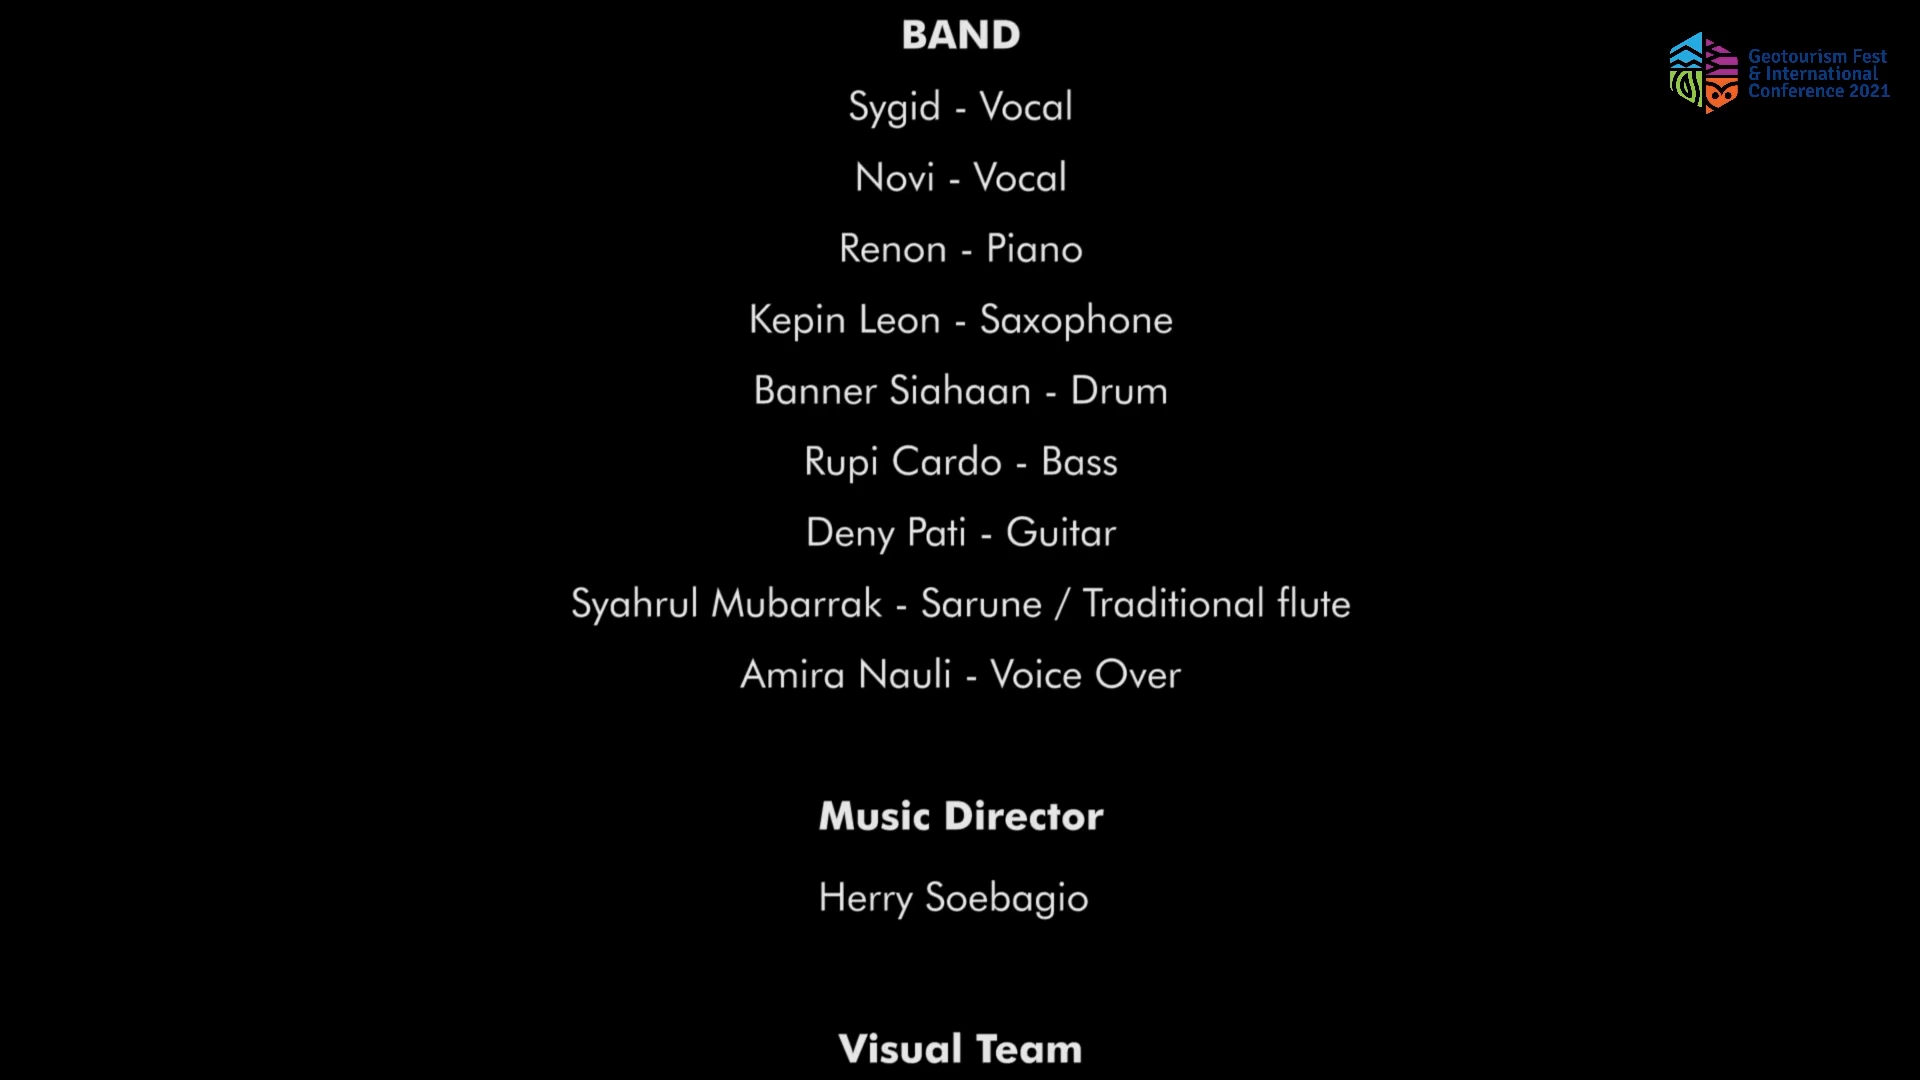 BAND
Sygid - Vocal
Novi - Vocal
Renon - Piano
Kepin Leon - Saxophone
Banner Siahaan - Drum
Rupi Cardo - Bass
Deny Pati - Guitar
Syahrul Mubarrak - Sarune / Traditional flute
Amira Nauli - Voice Over
Music Director
Herry Soebagio
Visual Team
Geotourism Fest
& International
Conference 2021